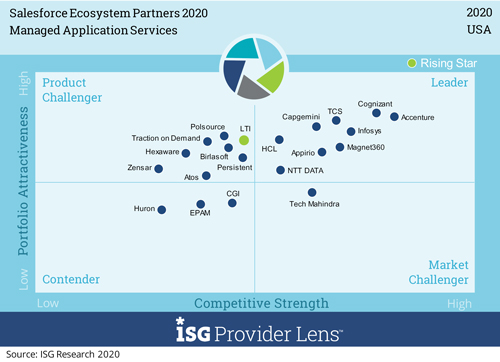 Salesforce Ecosystem Partners 2020
Managed Application Services
2020
USA
Rising Star
Product
Challenger
Leader
High
Portfolio Attractiveness
Low
Polsource
LTI
Traction on Demand
Hexaware
Birlasoft
Zensar
Persistent
Atos
Capgemini
TCS
Cognizant
Accenture
Infosys
HCL
Appirio
Magnet360
NTT DATA
Tech Mahindra
Huron
EPAM
CGI
Contender
Market
Challenger
Low
Competitive Strength
High
ISG Provider Lens™
Source: ISG Research 2020